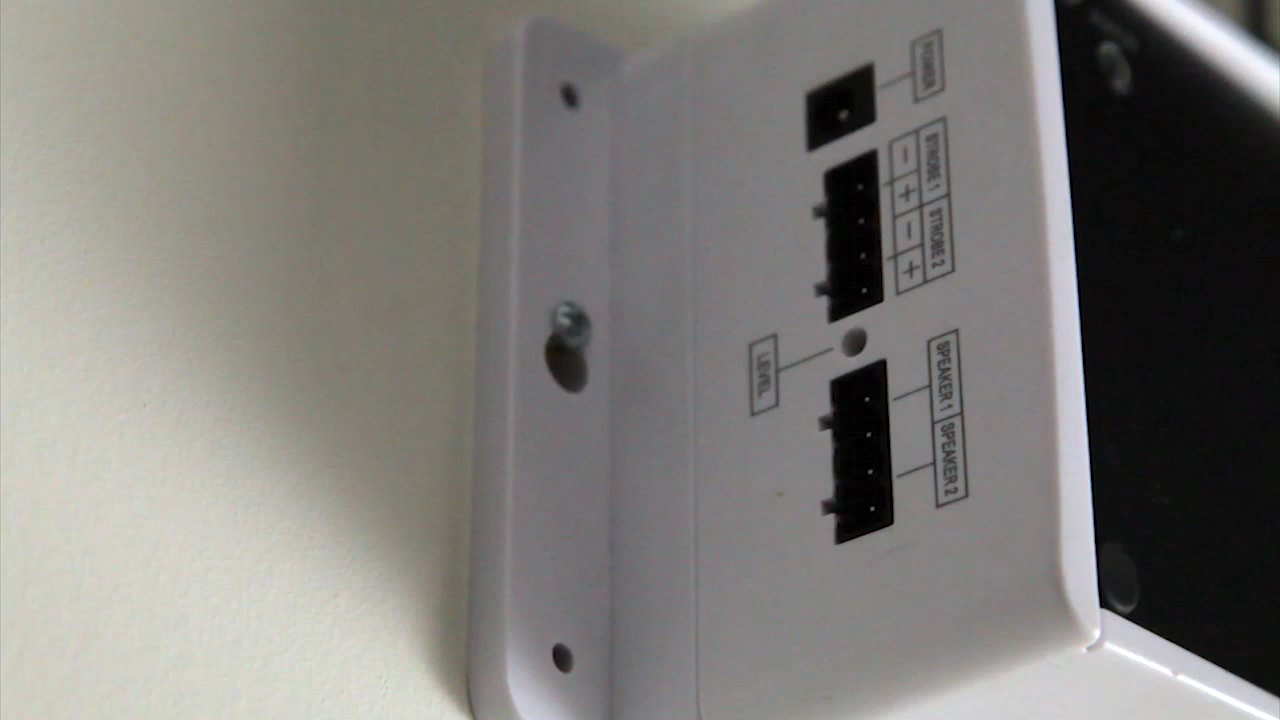 POWER
STROBE 1 STROBE 2
- + - +
LEVEL
SPEAKER 1 SPEAKER 2